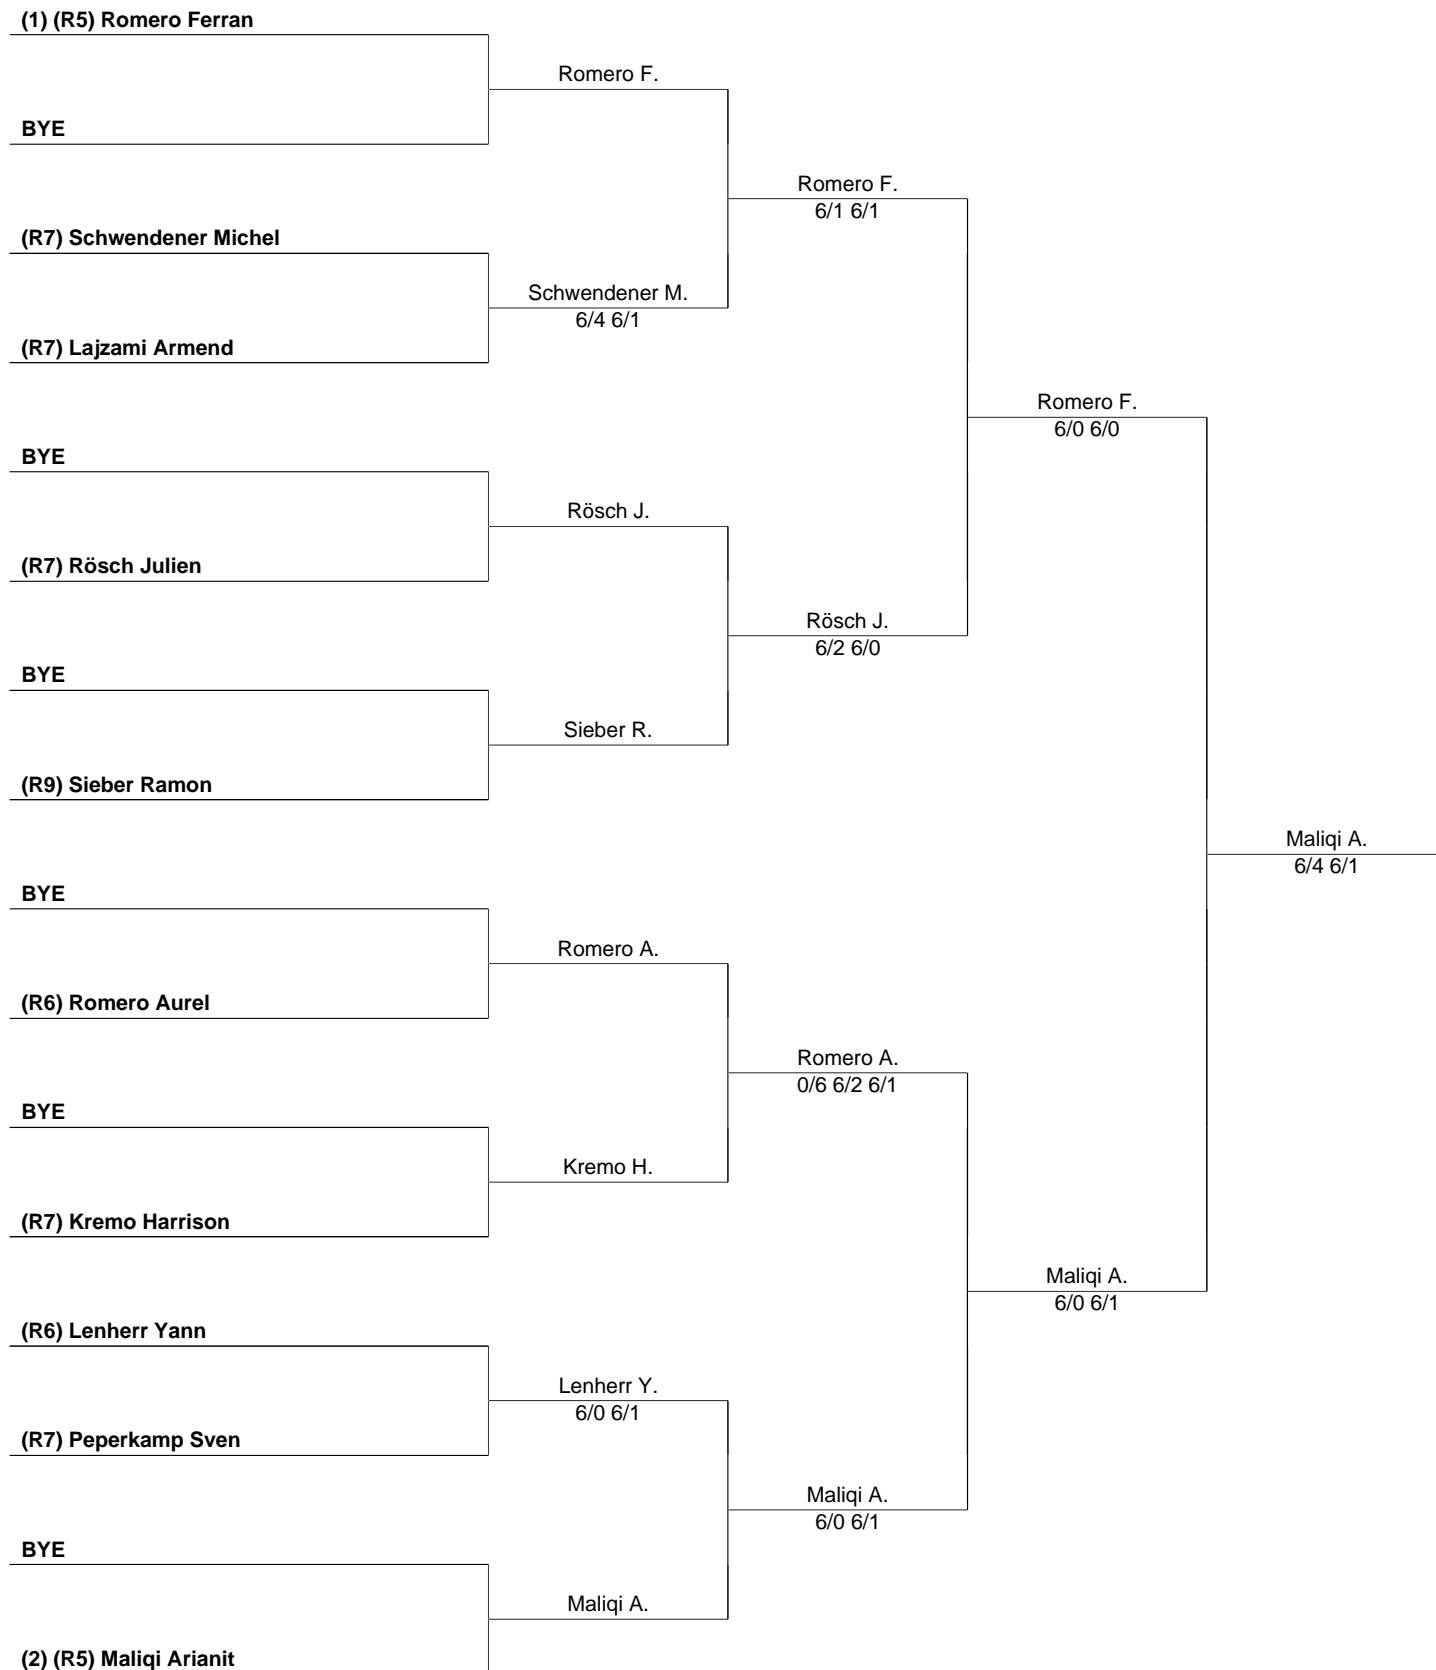 (1) (R5) Romero Ferran
Romero F.
BYE
Romero F.
6/1 6/1
(R7) Schwendener Michel
Schwendener M.
6/4 6/1
(R7) Lajzami Armend
Romero F.
6/0 6/0
BYE
Rösch J.
(R7) Rösch Julien
Rösch J.
6/2 6/0
BYE
Sieber R.
(R9) Sieber Ramon
Maliqi A.
6/4 6/1
BYE
Romero A.
(R6) Romero Aurel
Romero A.
0/6 6/2 6/1
BYE
Kremo H.
(R7) Kremo Harrison
Maliqi A.
6/0 6/1
(R6) Lenherr Yann
Lenherr Y.
6/0 6/1
(R7) Peperkamp Sven
Maliqi A.
6/0 6/1
BYE
Maliqi A.
(2) (R5) Maliqi Arianit